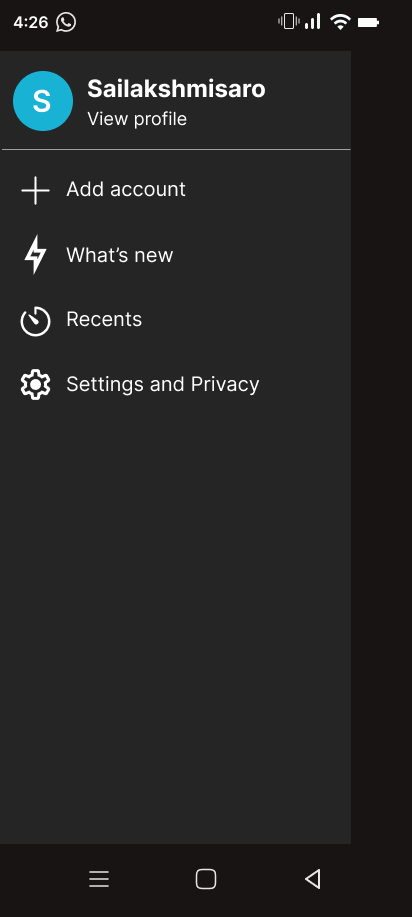 4:26
S
Sailakshmisaro
View profile
Add account
What’s new
Recents
Settings and Privacy